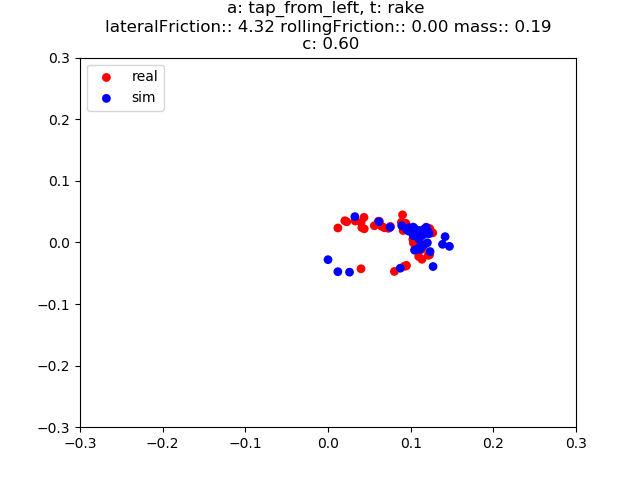 a: tap_from_left, t: rake
lateralFriction:: 4.32 rollingFriction:: 0.00 mass:: 0.19
c: 0.60
real
sim
0.3
0.2
0.1
0.0
−0.1
−0.2
−0.3
−0.3 −0.2 −0.1 0.0 0.1 0.2 0.3